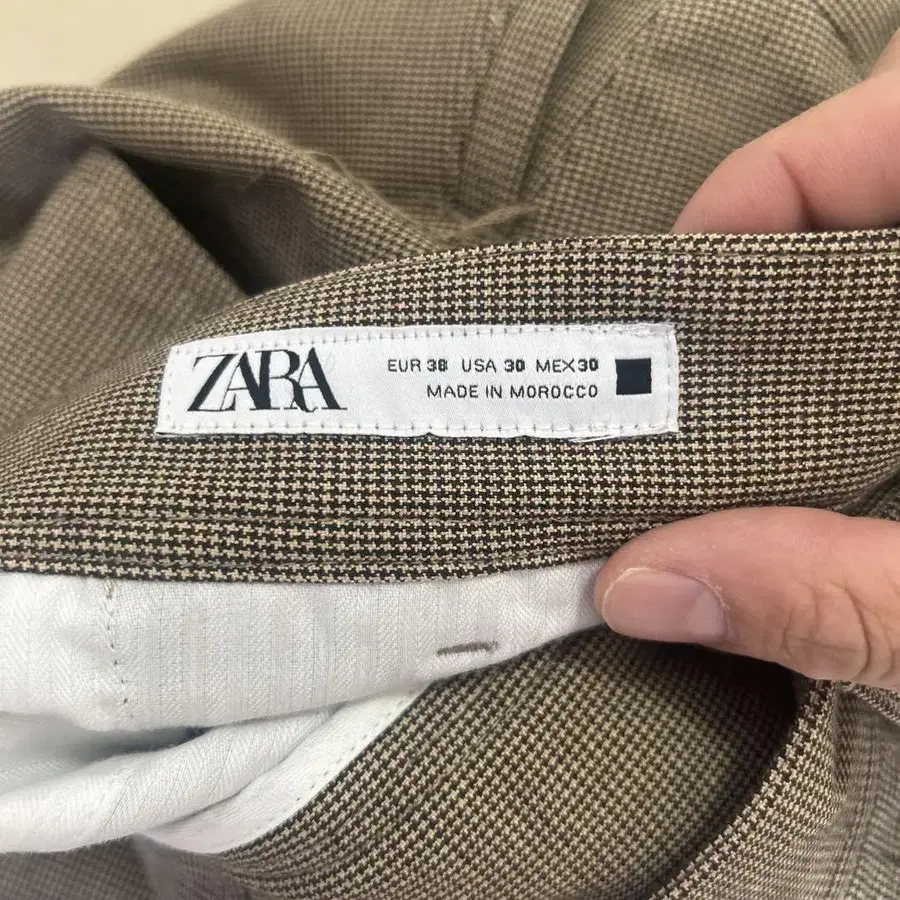 ZARA
EUR 38 USA 30 MEX 30
MADE IN MOROCCO